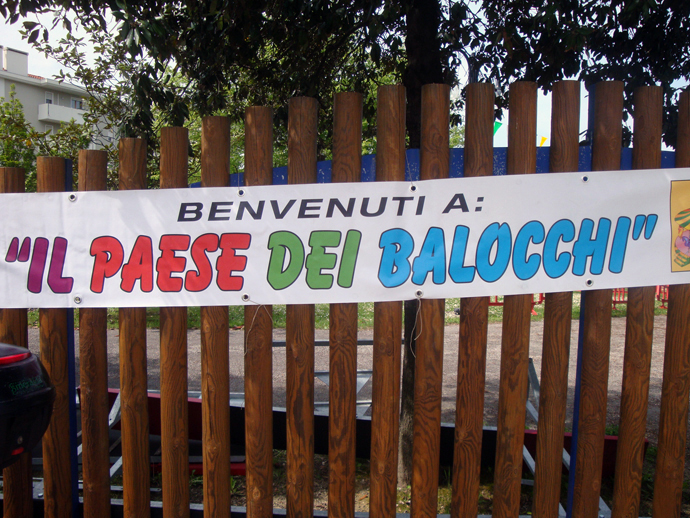 BENVENUTI A:
"IL PAESE DEI BALOCCHI"